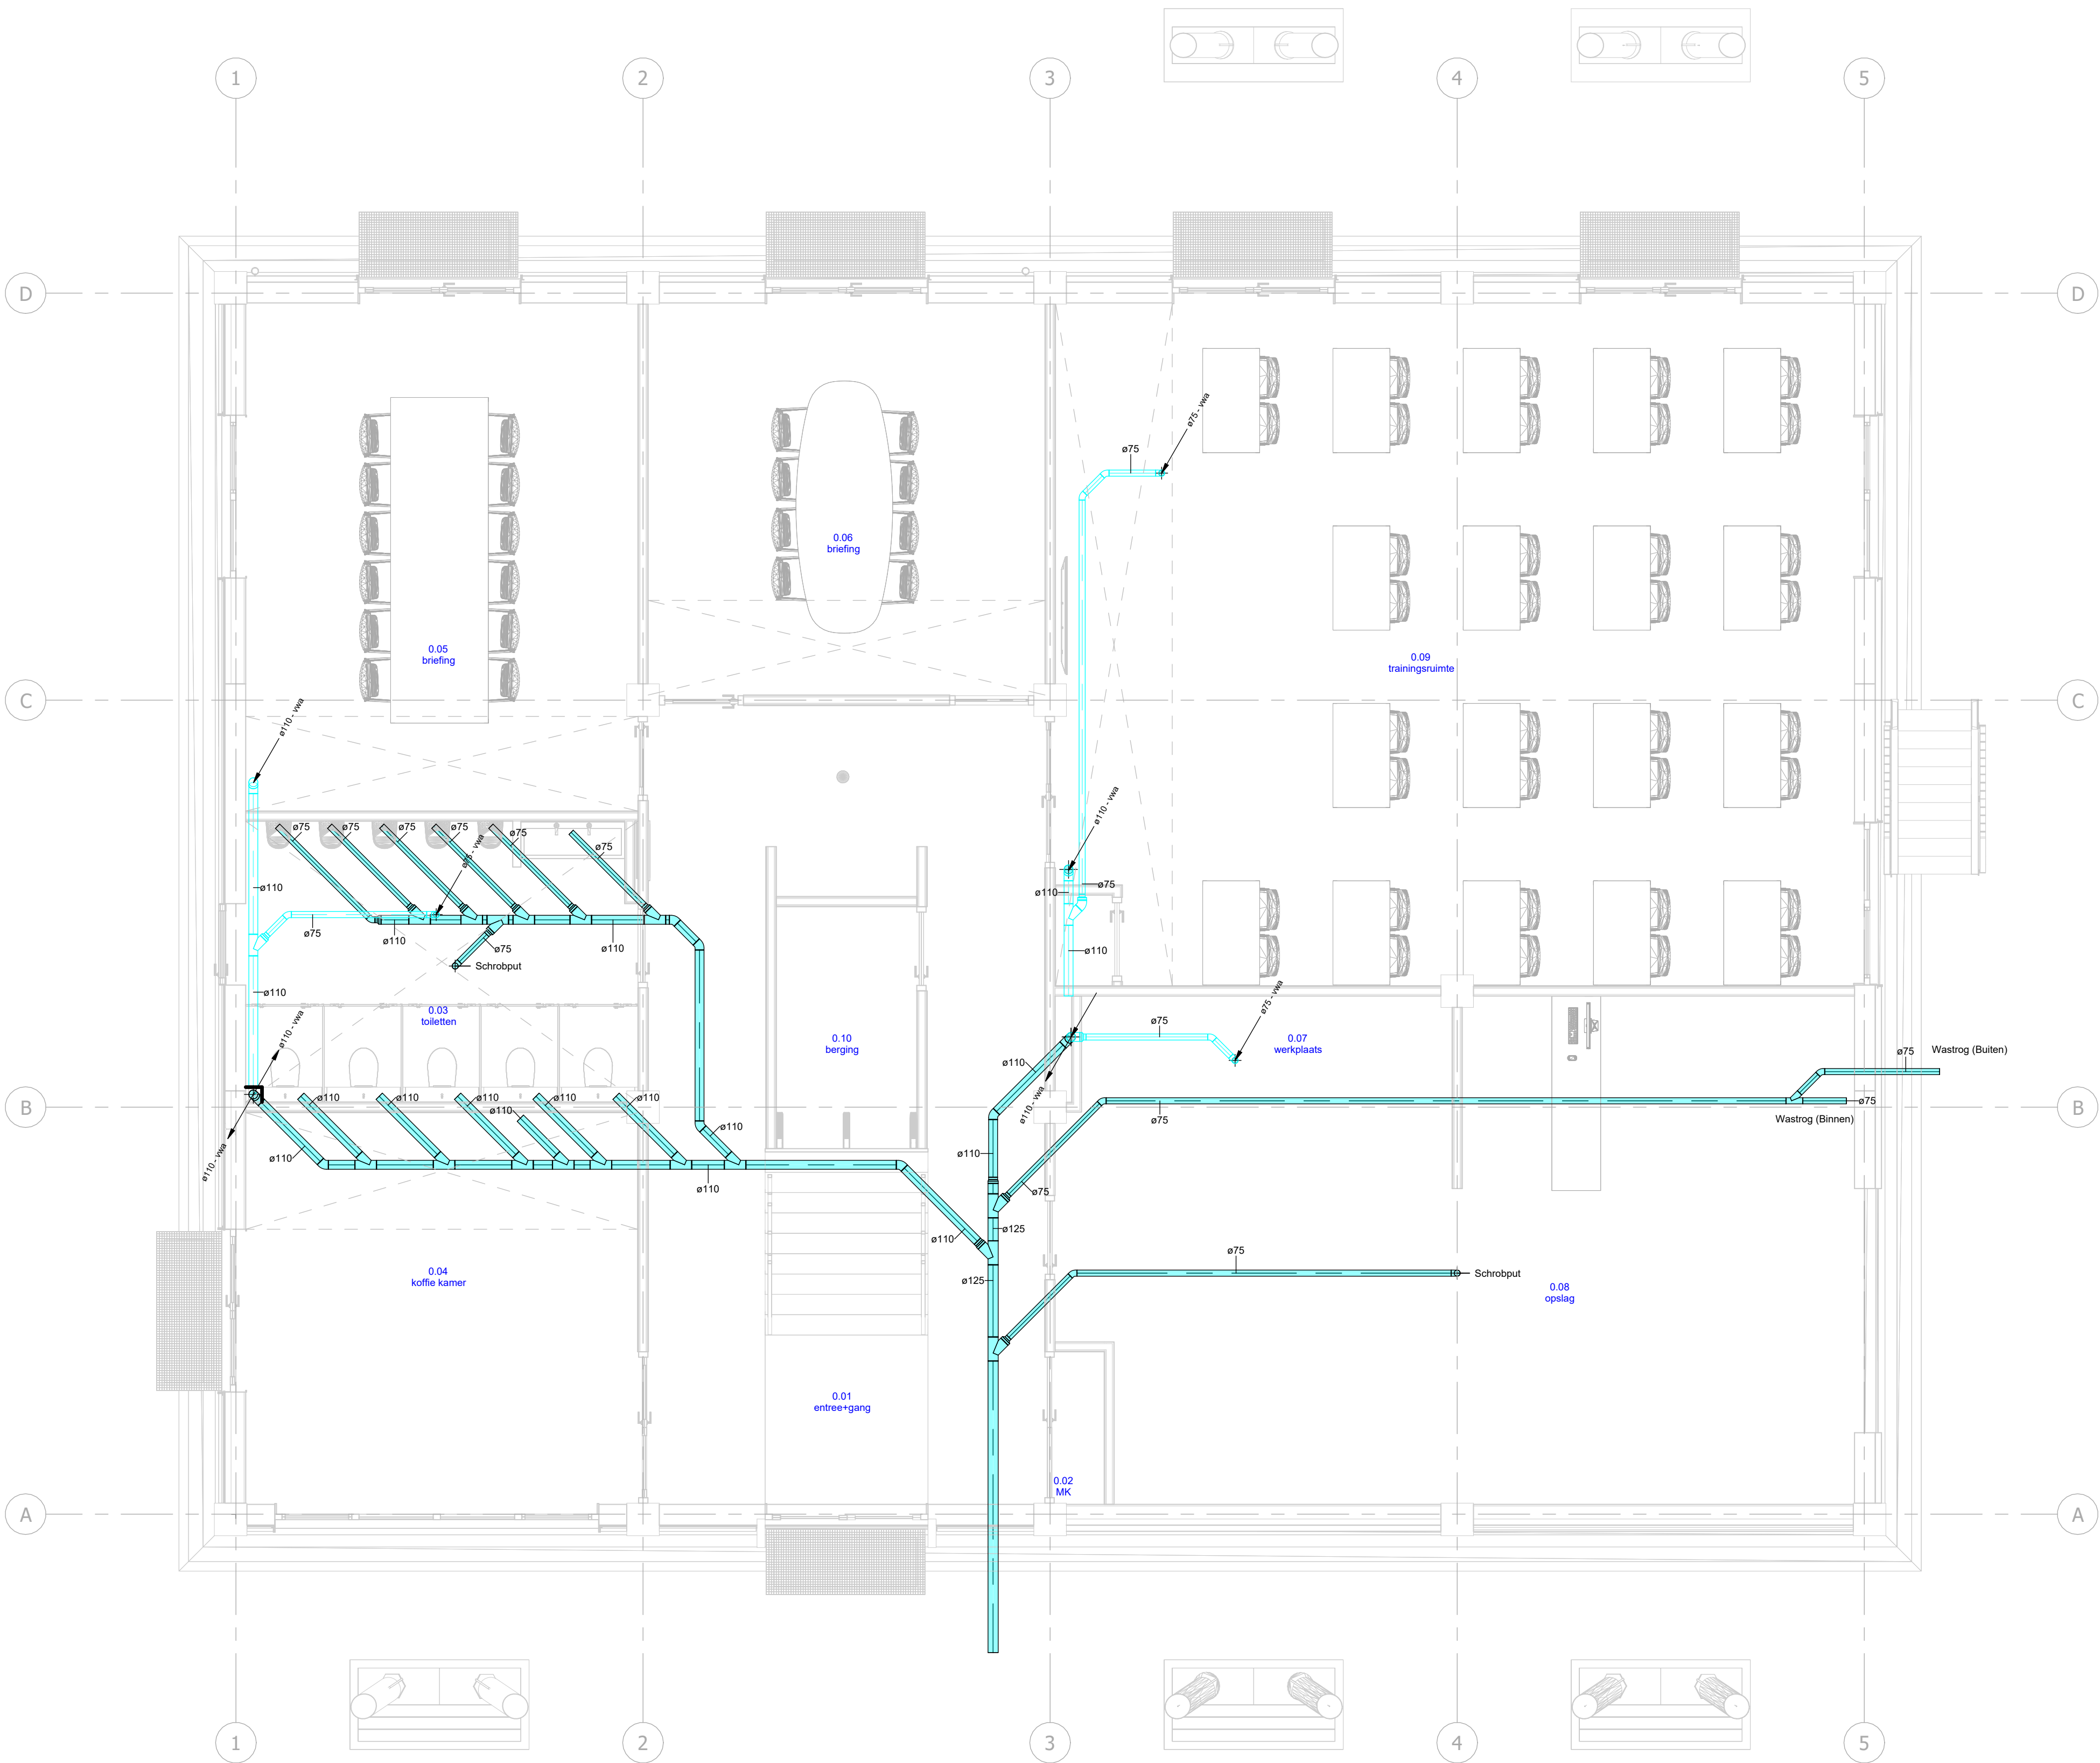 1
2
3
4
5
D
D
ø75 - vwa
ø75
0.06
briefing
0.05
briefing
0.09
trainingsruimte
C
C
ø110 - vwa
ø110 - vwa
ø75
ø75
ø75
ø75
ø75
ø75
ø75 - vwa
ø110
ø75
ø110
ø75
ø110
ø110
ø75
ø110
Schrobput
ø110
ø110
ø75 - vwa
0.03
toiletten
ø110 - vwa
0.10
berging
ø75
0.07
werkplaats
ø75
Wastrog (Buiten)
ø110
ø110 - vwa
B
B
ø110
ø110
ø110
ø110
ø110
ø110
ø75
ø75
Wastrog (Binnen)
ø110
ø110
ø110
ø110 - vwa
ø110
ø75
ø125
ø110
ø75
0.04
koffie kamer
ø125
Schrobput
0.08
opslag
0.01
entree+gang
0.02
MK
A
A
1
2
3
4
5